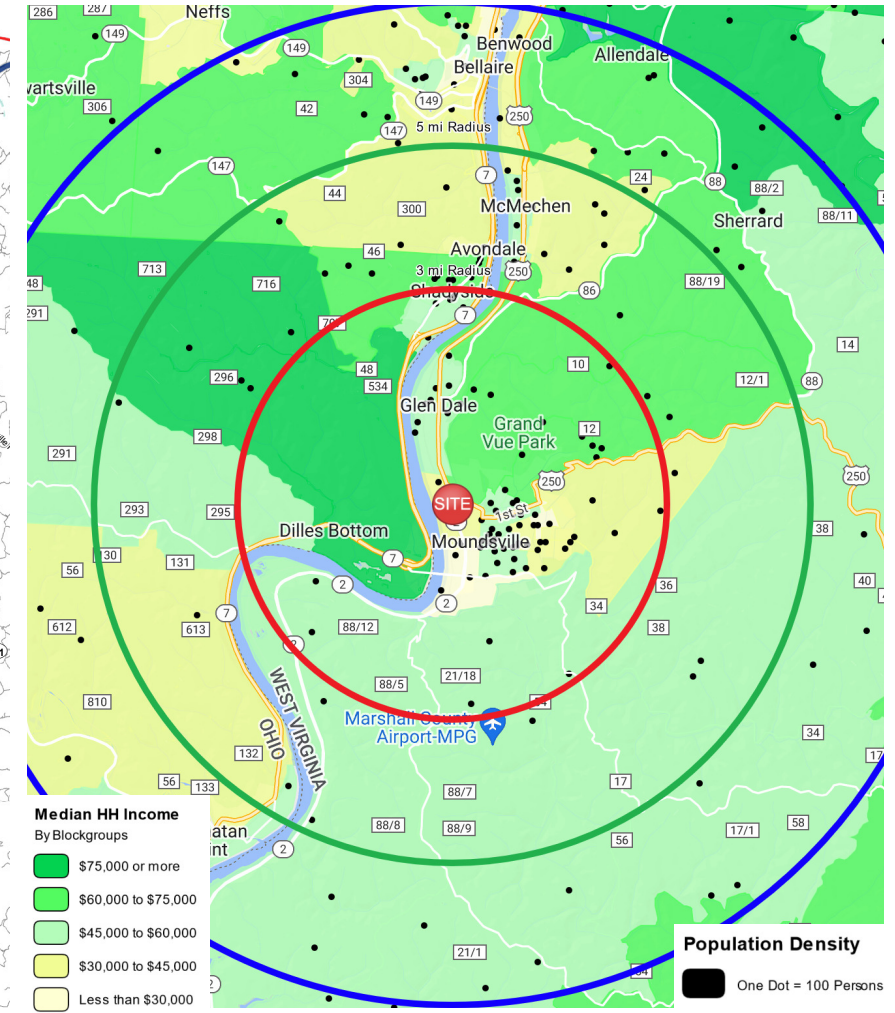 286
287
Neffs
149
149
Benwood
Bellaire
Allendale
304
149
306
42
250
147
5 mi Radius
147
7
24
88
88/2
44
300
McMechen
Sherrard
88/11
Avondale
46
3 mi Radius
250
713
716
Shadyside
86
88/19
48
291
7
14
48
10
296
534
12/1
88
Glen Dale
Grand
Vue Park
12
298
291
250
250
SITE
293
295
1st St
Dilles Bottom
Moundsville
38
130
131
7
56
2
2
36
40
34
612
613
7
88/12
38
2
21/18
88/5
WEST VIRGINIA
OHIO
810
Marshall County
Airport-MPG
34
132
17
56
133
17
88/7
88/8
88/9
17/1
58
56
2
21/1
Median HH Income
By Blockgroups
$75,000 or more
$60,000 to $75,000
$45,000 to $60,000
$30,000 to $45,000
Less than $30,000
Population Density
One Dot = 100 Persons